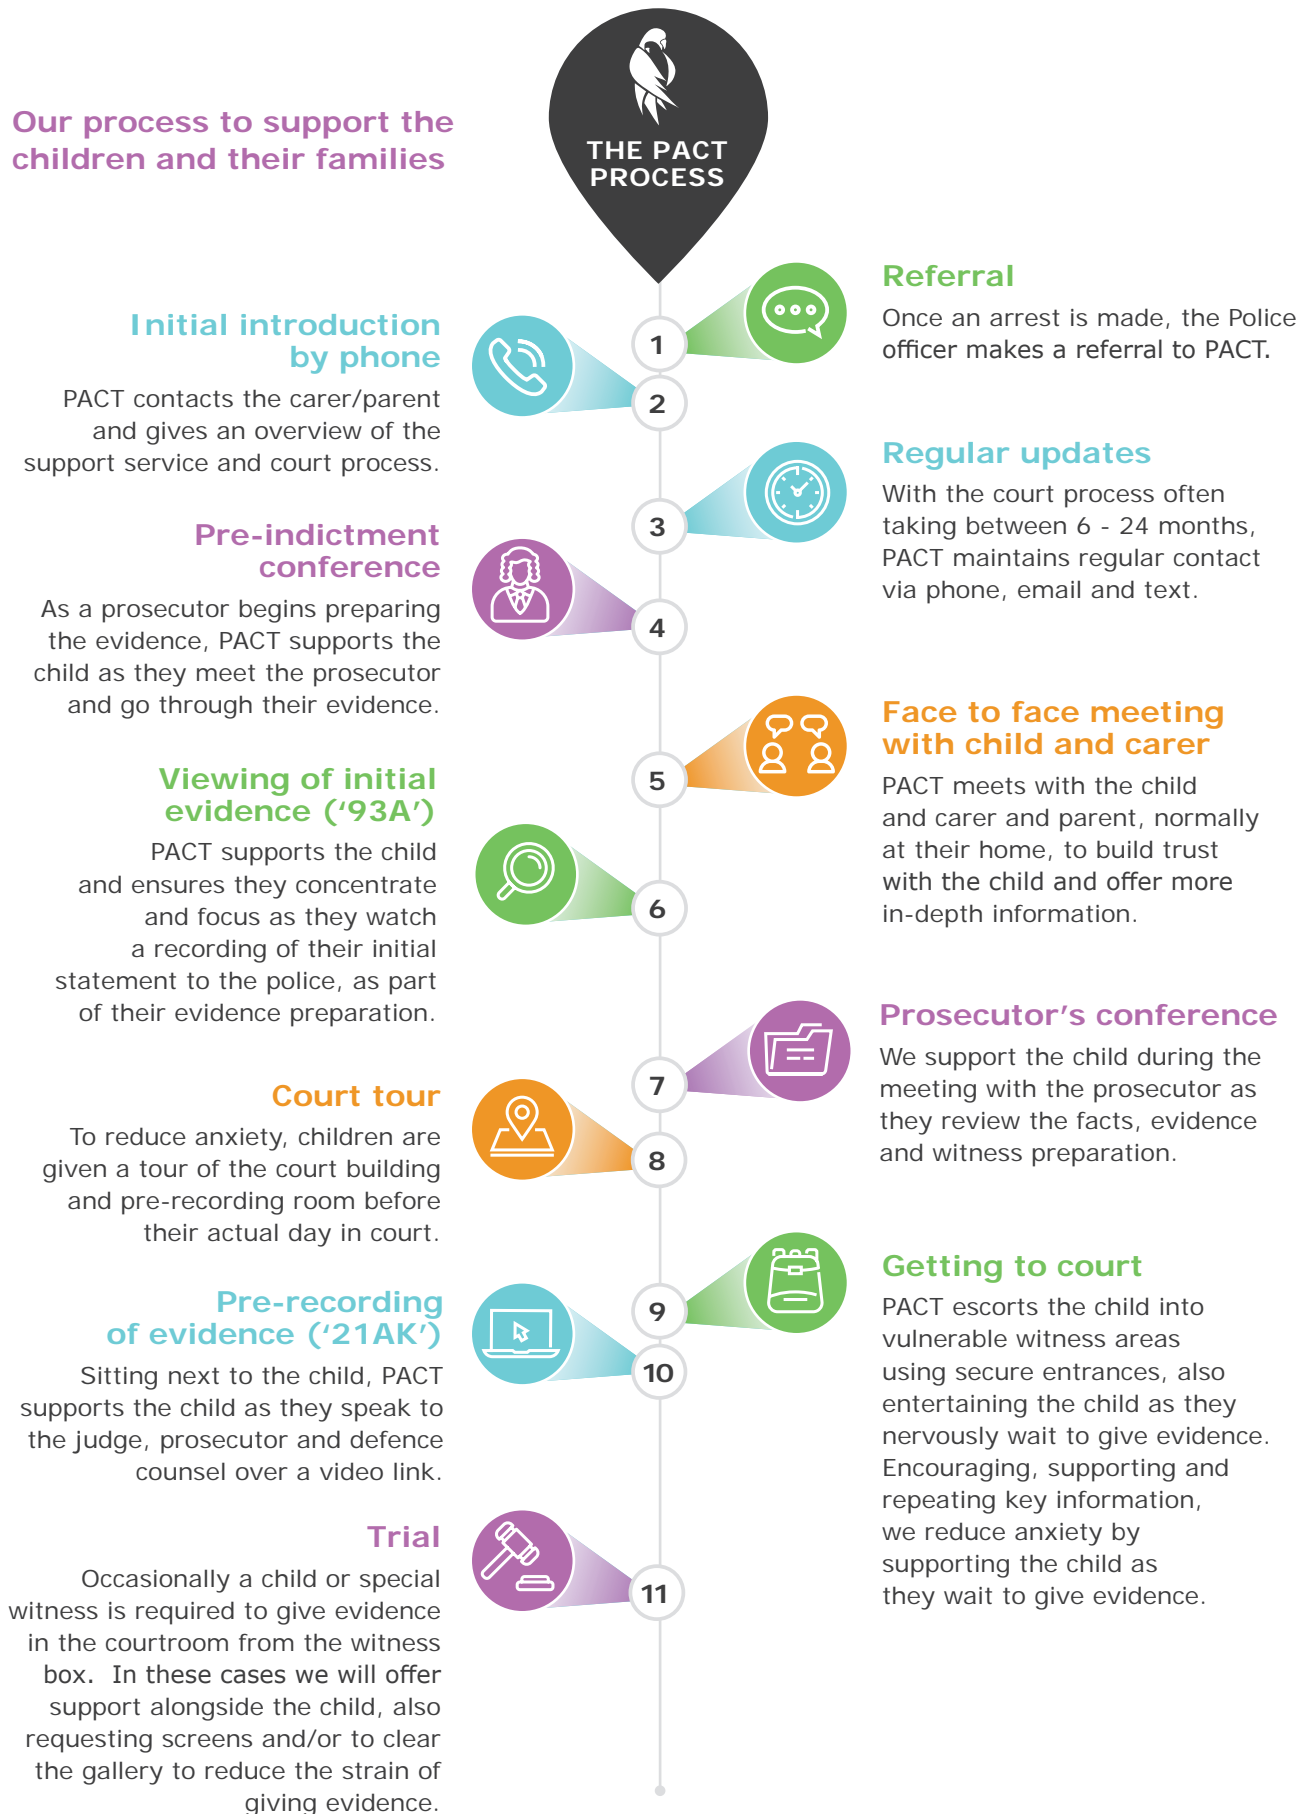 Our process to support the
children and their families
THE PACT
PROCESS
1
Referral
Once an arrest is made, the Police
officer makes a referral to PACT.
2
Initial introduction
by phone
PACT contacts the carer/parent
and gives an overview of the
support service and court process.
3
Regular updates
With the court process often
taking between 6 - 24 months,
PACT maintains regular contact
via phone, email and text.
4
Pre-indictment
conference
As a prosecutor begins preparing
the evidence, PACT supports the
child as they meet the prosecutor
and go through their evidence.
5
Face to face meeting
with child and carer
PACT meets with the child
and carer and parent, normally
at their home, to build trust
with the child and offer more
in-depth information.
6
Viewing of initial
evidence (‘93A’)
PACT supports the child
and ensures they concentrate
and focus as they watch
a recording of their initial
statement to the police, as part
of their evidence preparation.
7
Prosecutor’s conference
We support the child during the
meeting with the prosecutor as
they review the facts, evidence
and witness preparation.
8
Court tour
To reduce anxiety, children are
given a tour of the court building
and pre-recording room before
their actual day in court.
9
Getting to court
PACT escorts the child into
vulnerable witness areas
using secure entrances, also
entertaining the child as they
nervously wait to give evidence.
Encouraging, supporting and
repeating key information,
we reduce anxiety by
supporting the child as
they wait to give evidence.
10
Pre-recording
of evidence (‘21AK’)
Sitting next to the child, PACT
supports the child as they speak to
the judge, prosecutor and defence
counsel over a video link.
11
Trial
Occasionally a child or special
witness is required to give evidence
in the courtroom from the witness
box.  In these cases we will offer
support alongside the child, also
requesting screens and/or to clear
the gallery to reduce the strain of
giving evidence.